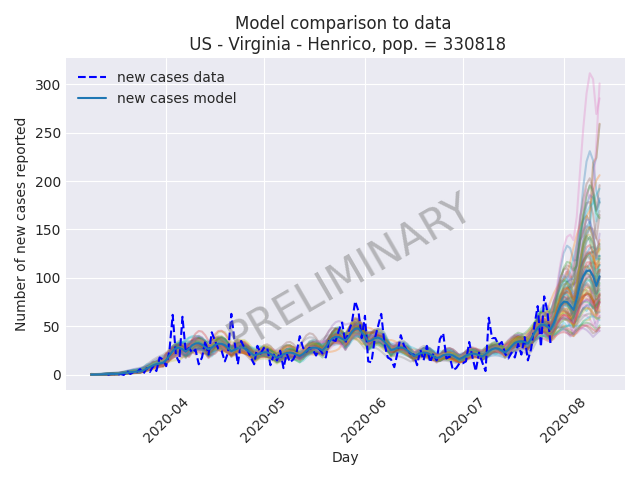 Model comparison to data
US - Virginia - Henrico, pop. = 330818
new cases data
new cases model
PRELIMINARY
Number of new cases reported
300
250
200
150
100
50
0
2020-04
2020-05
2020-06
2020-07
2020-08
Day